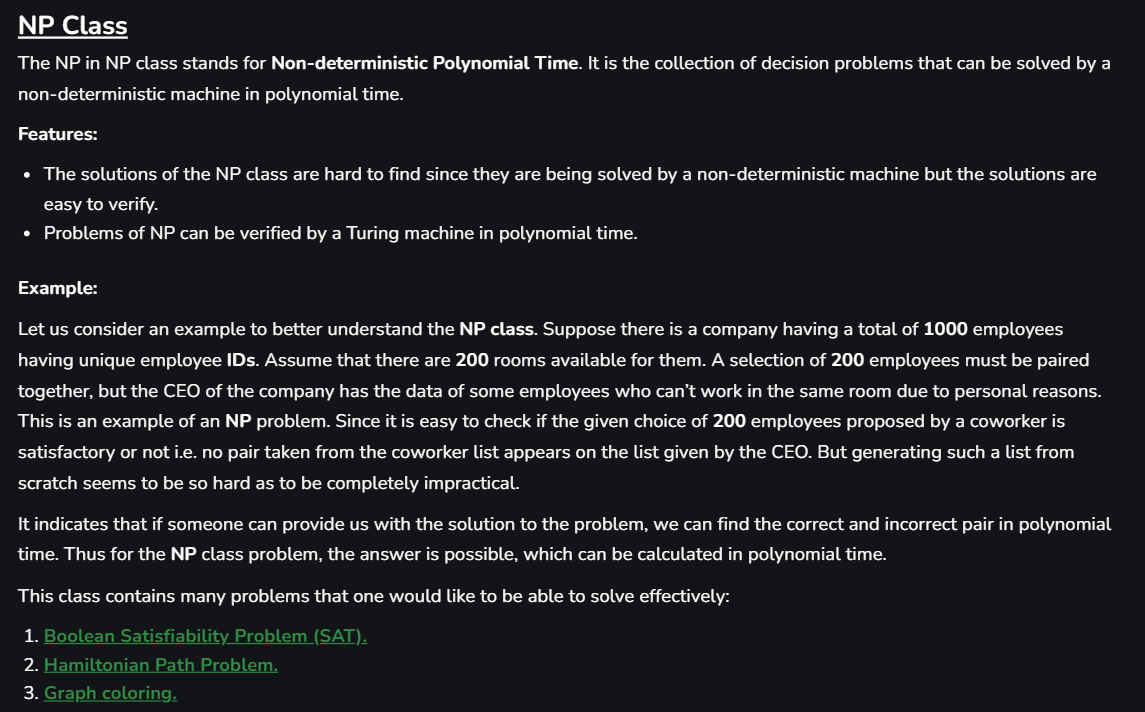 NP Class
The NP in NP class stands for Non-deterministic Polynomial Time. It is the collection of decision problems that can be solved by a
non-deterministic machine in polynomial time.
Features:
• The solutions of the NP class are hard to find since they are being solved by a non-deterministic machine but the solutions are
easy to verify.
• Problems of NP can be verified by a Turing machine in polynomial time.
Example:
Let us consider an example to better understand the NP class. Suppose there is a company having a total of 1000 employees
having unique employee IDs. Assume that there are 200 rooms available for them. A selection of 200 employees must be paired
together, but the CEO of the company has the data of some employees who can’t work in the same room due to personal reasons.
This is an example of an NP problem. Since it is easy to check if the given choice of 200 employees proposed by a coworker is
satisfactory or not i.e. no pair taken from the coworker list appears on the list given by the CEO. But generating such a list from
scratch seems to be so hard as to be completely impractical.
It indicates that if someone can provide us with the solution to the problem, we can find the correct and incorrect pair in polynomial
time. Thus for the NP class problem, the answer is possible, which can be calculated in polynomial time.
This class contains many problems that one would like to be able to solve effectively:
1. Boolean Satisfiability Problem (SAT).
2. Hamiltonian Path Problem.
3. Graph coloring.